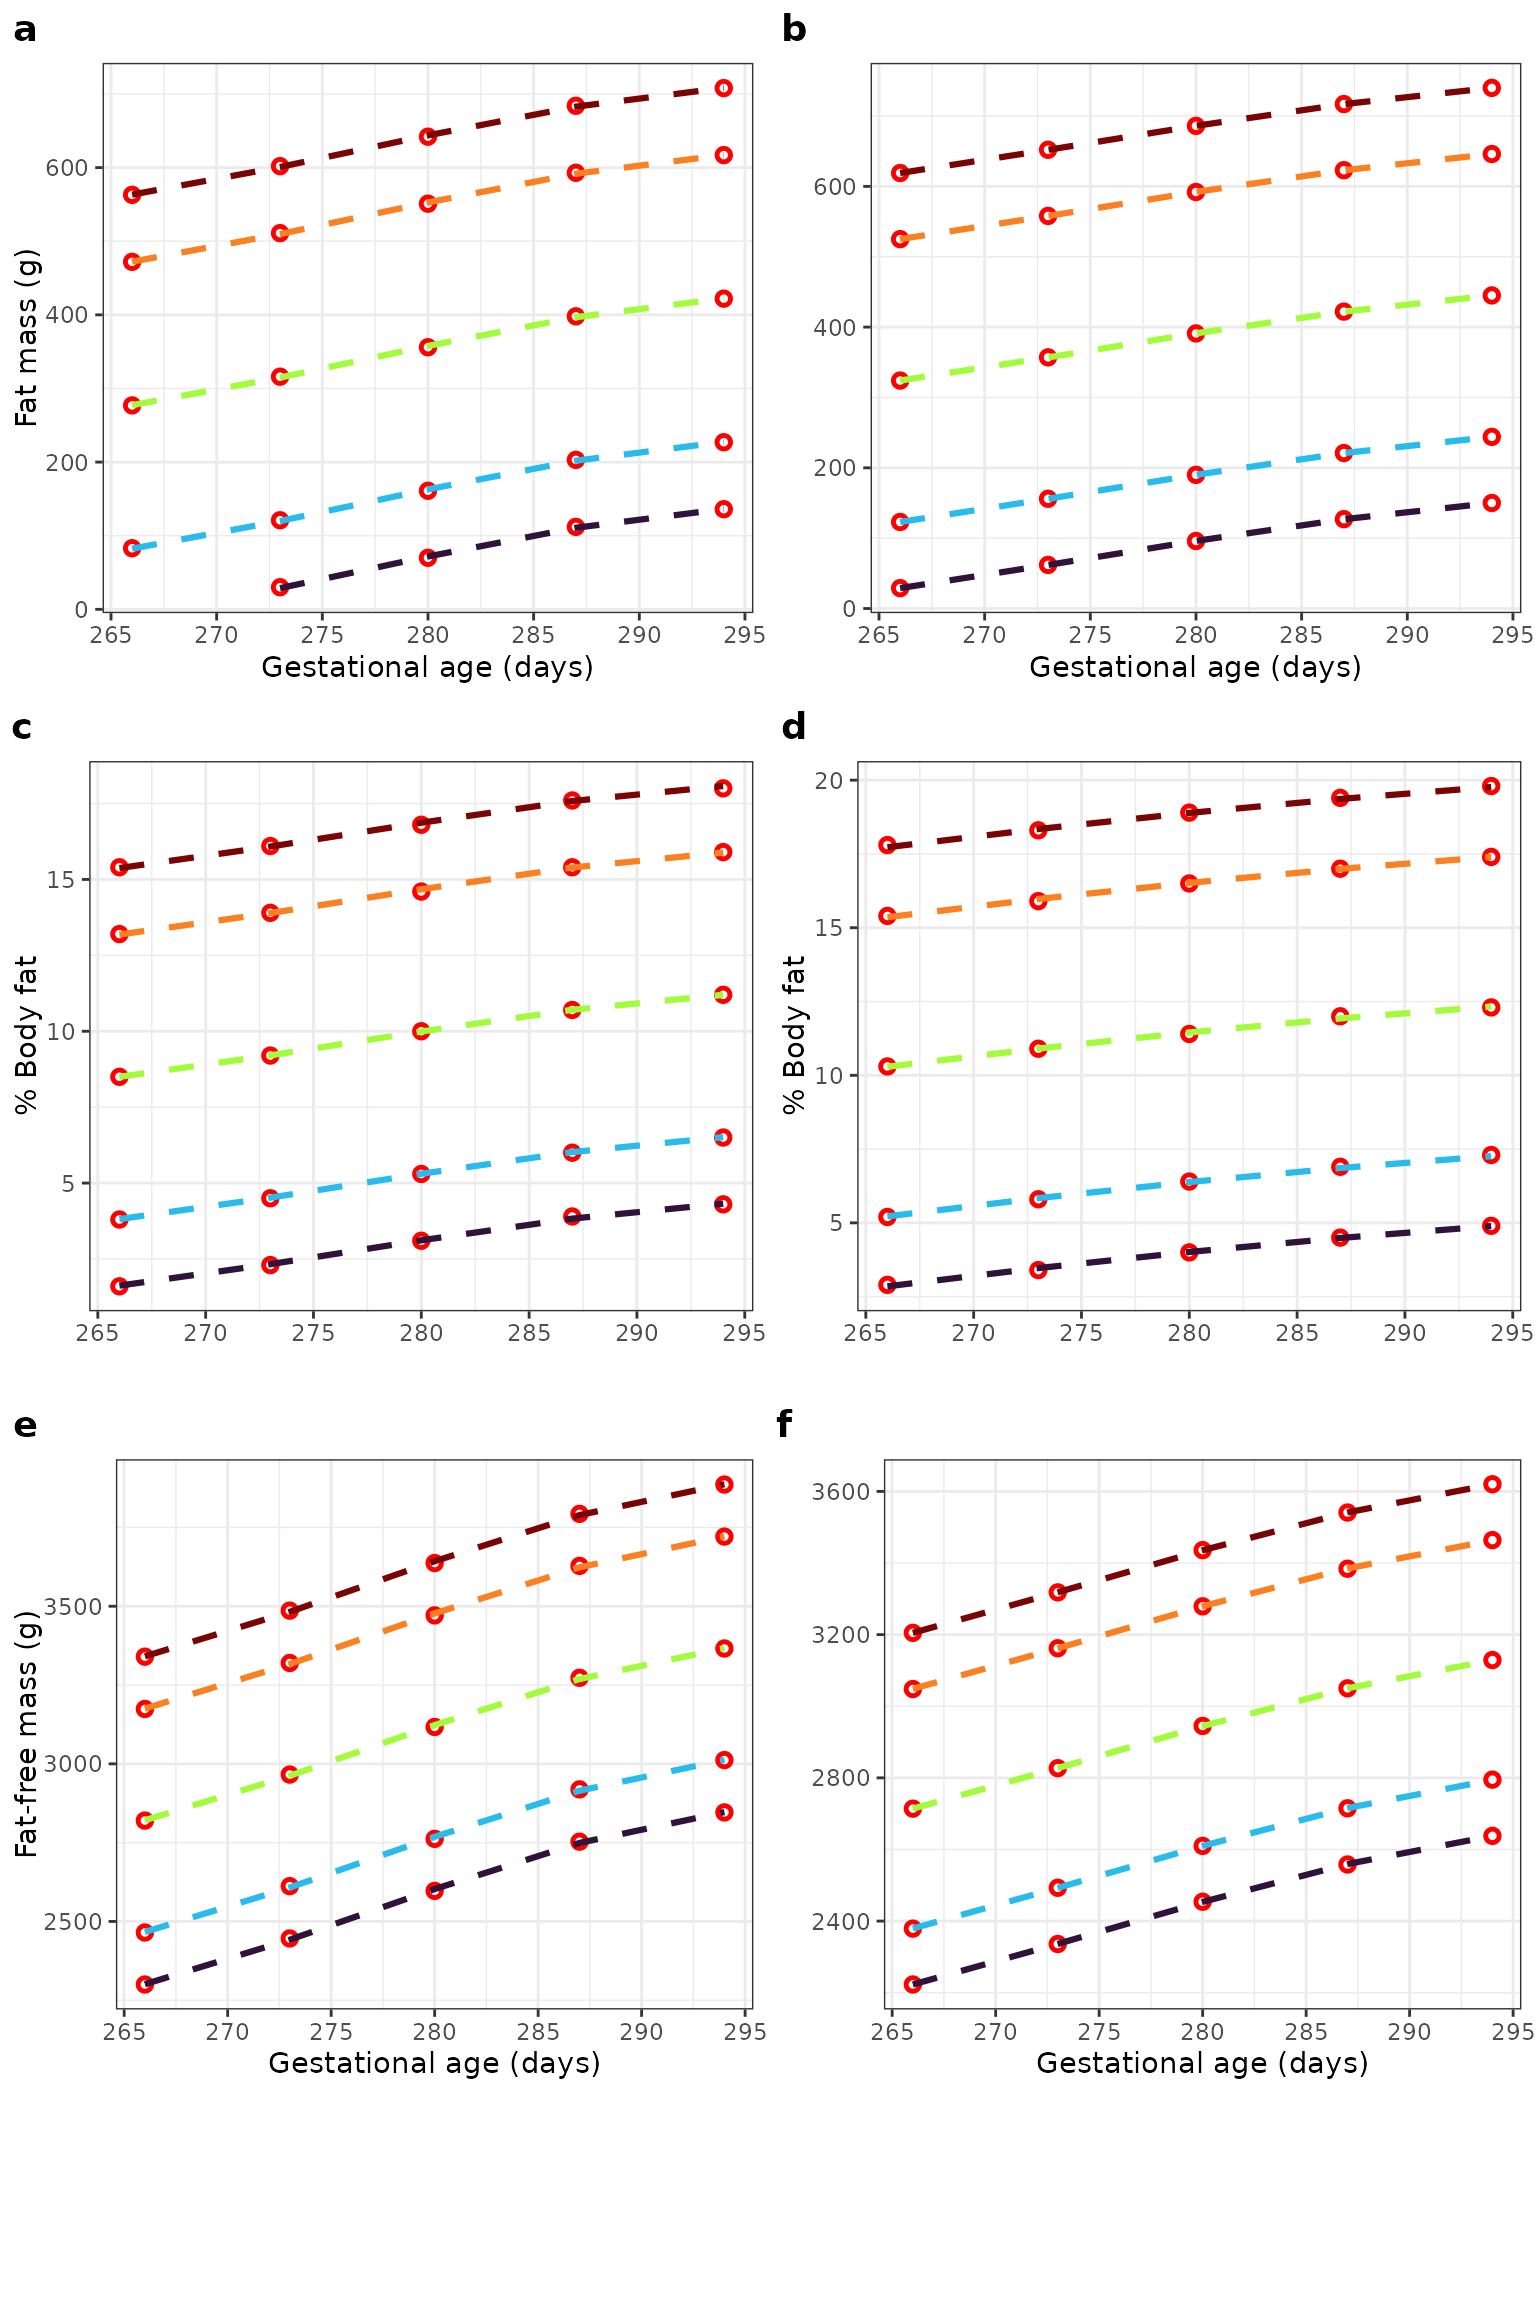 a
b
600
400
200
0
Fat mass (g)
265 270 275 280 285 290 295
Gestational age (days)
600
400
200
0
265 270 275 280 285 290 295
Gestational age (days)
c
d
15
10
5
% Body fat
265 270 275 280 285 290 295
20
15
10
5
% Body fat
265 270 275 280 285 290 295
e
f
3500
3000
2500
Fat-free mass (g)
265 270 275 280 285 290 295
Gestational age (days)
3600
3200
2800
2400
265 270 275 280 285 290 295
Gestational age (days)